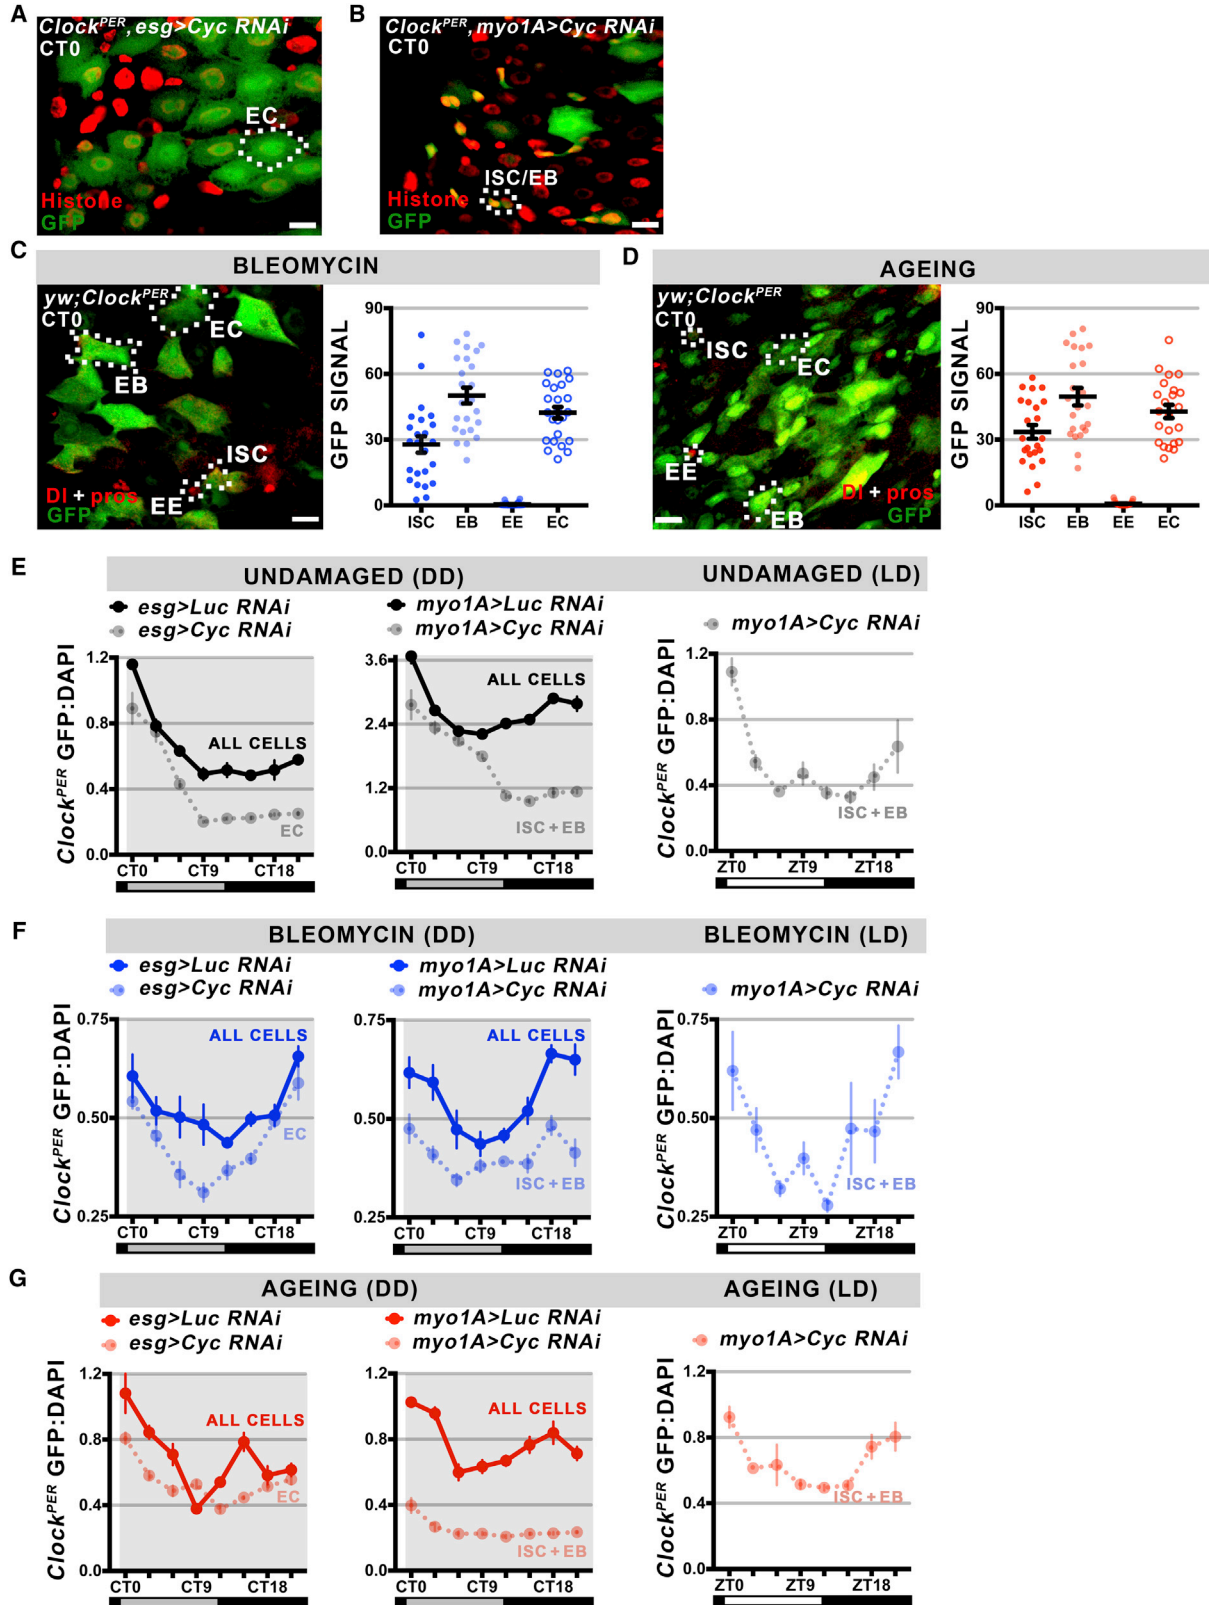 A
Clock^PER, esg>Cyc RNAi
CT0
EC
Histone
GFP
B
Clock^PER, myo1A>Cyc RNAi
CT0
ISC/EB
Histone
GFP
C
BLEOMYCIN
yw;Clock^PER
CT0
EC
EB
ISC
EE
Dl + pros
GFP
GFP SIGNAL
90
60
30
0
ISC EB EE EC
D
AGEING
yw;Clock^PER
CT0
ISC
EC
EE
EB
Dl + pros
GFP
GFP SIGNAL
90
60
30
0
ISC EB EE EC
E
UNDAMAGED (DD)
UNDAMAGED (LD)
esg>Luc RNAi
esg>Cyc RNAi
Clock^PER GFP:DAPI
1.2
0.8
0.4
0.0
ALL CELLS
EC
CT0 CT9 CT18
myo1A>Luc RNAi
myo1A>Cyc RNAi
3.6
2.4
1.2
0.0
ALL CELLS
ISC + EB
CT0 CT9 CT18
myo1A>Cyc RNAi
Clock^PER GFP:DAPI
1.2
0.8
0.4
0.0
ISC + EB
ZT0 ZT9 ZT18
F
BLEOMYCIN (DD)
BLEOMYCIN (LD)
esg>Luc RNAi
esg>Cyc RNAi
Clock^PER GFP:DAPI
0.75
0.50
0.25
ALL CELLS
EC
CT0 CT9 CT18
myo1A>Luc RNAi
myo1A>Cyc RNAi
0.75
0.50
0.25
ALL CELLS
ISC + EB
CT0 CT9 CT18
myo1A>Cyc RNAi
Clock^PER GFP:DAPI
0.75
0.50
0.25
ISC + EB
ZT0 ZT9 ZT18
G
AGEING (DD)
AGEING (LD)
esg>Luc RNAi
esg>Cyc RNAi
Clock^PER GFP:DAPI
1.2
0.8
0.4
0.0
ALL CELLS
EC
CT0 CT9 CT18
myo1A>Luc RNAi
myo1A>Cyc RNAi
1.2
0.8
0.4
0.0
ALL CELLS
ISC + EB
CT0 CT9 CT18
myo1A>Cyc RNAi
Clock^PER GFP:DAPI
1.2
0.8
0.4
0.0
ISC + EB
ZT0 ZT9 ZT18